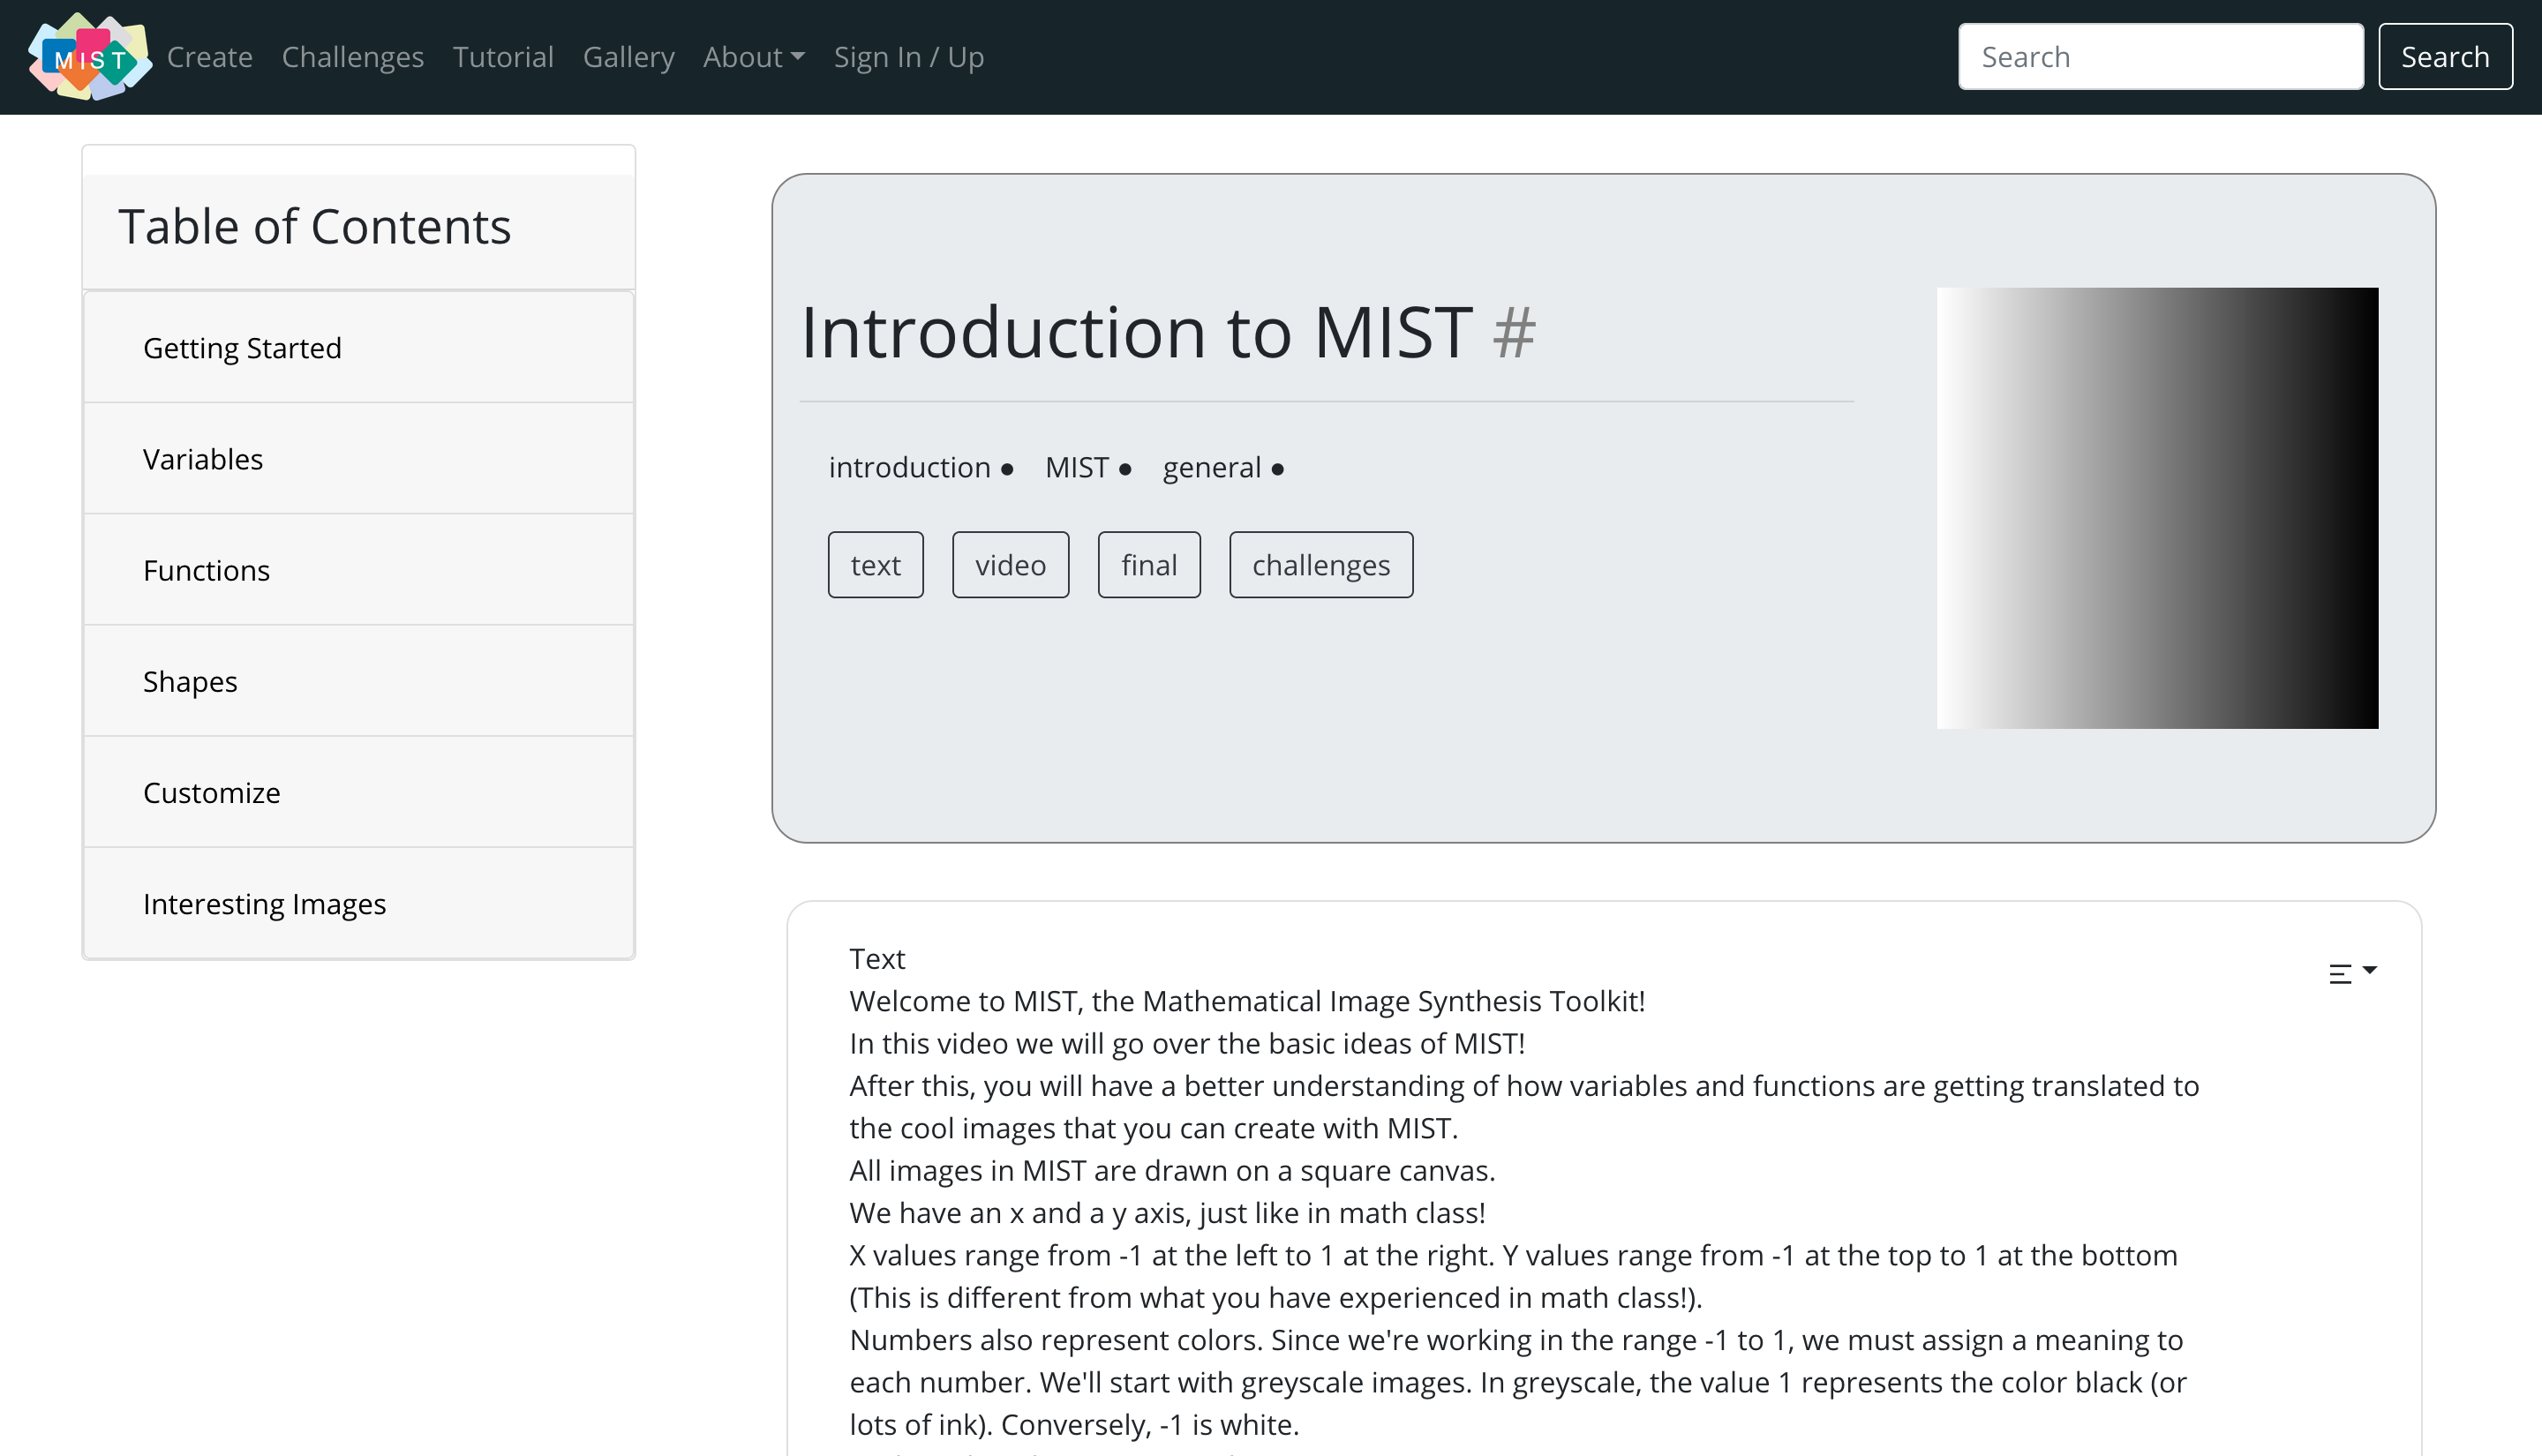 MIST
Create
Challenges
Tutorial
Gallery
About
Sign In / Up
Search
Search
Table of Contents
Getting Started
Variables
Functions
Shapes
Customize
Interesting Images
Introduction to MIST #
introduction ● MIST ● general ●
text
video
final
challenges
Text
Welcome to MIST, the Mathematical Image Synthesis Toolkit!
In this video we will go over the basic ideas of MIST!
After this, you will have a better understanding of how variables and functions are getting translated to
the cool images that you can create with MIST.
All images in MIST are drawn on a square canvas.
We have an x and a y axis, just like in math class!
X values range from -1 at the left to 1 at the right. Y values range from -1 at the top to 1 at the bottom
(This is different from what you have experienced in math class!).
Numbers also represent colors. Since we're working in the range -1 to 1, we must assign a meaning to
each number. We'll start with greyscale images. In greyscale, the value 1 represents the color black (or
lots of ink). Conversely, -1 is white.